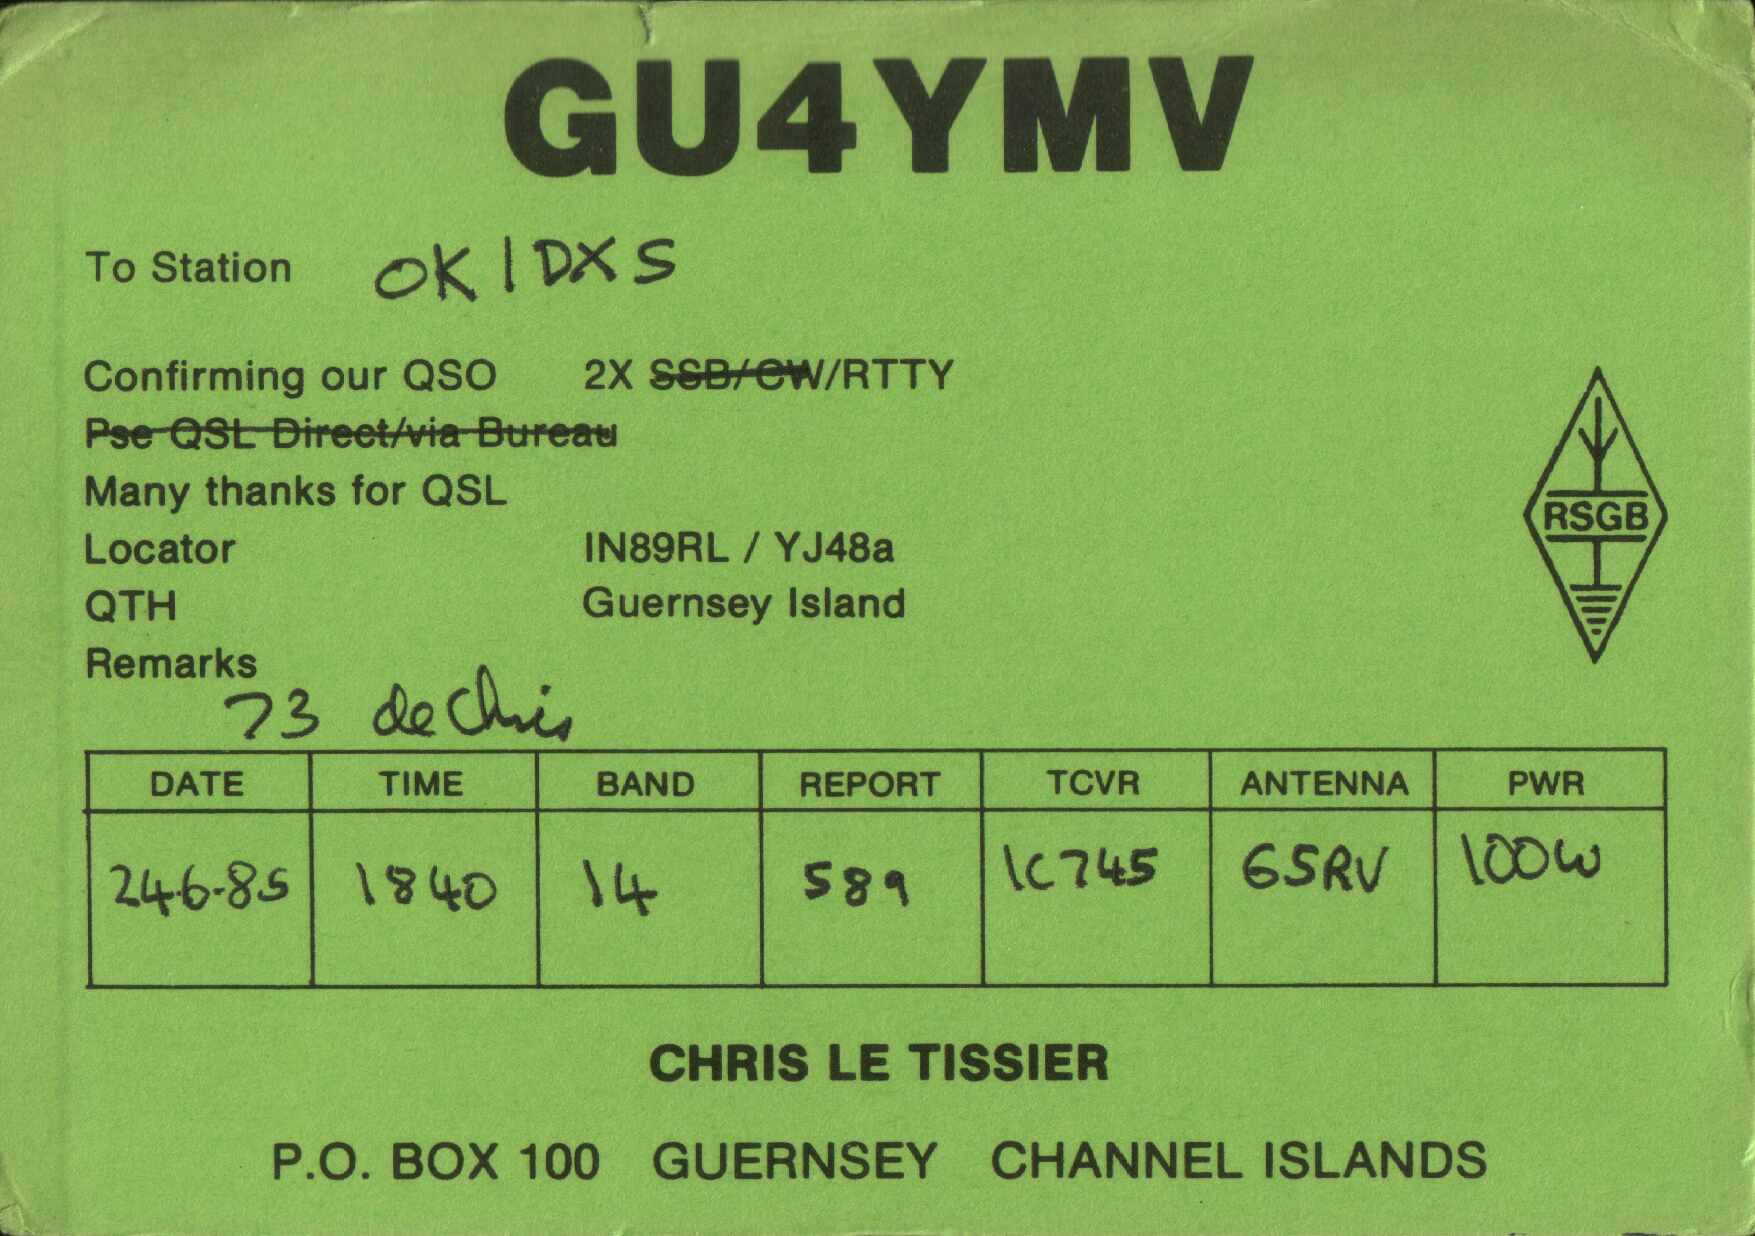 GU4YMV
To Station OK1DXS
Confirming our QSO 2X SSB/CW/RTTY
Pse QSL Direct/via Bureau
Many thanks for QSL
Locator IN89RL / YJ48a
RSGB
QTH Guernsey Island
Remarks
73 de Chris
DATE TIME BAND REPORT TCVR ANTENNA PWR
24-6-85 1840 14 589 IC745 G5RV 100W
CHRIS LE TISSIER
P.O. BOX 100 GUERNSEY CHANNEL ISLANDS